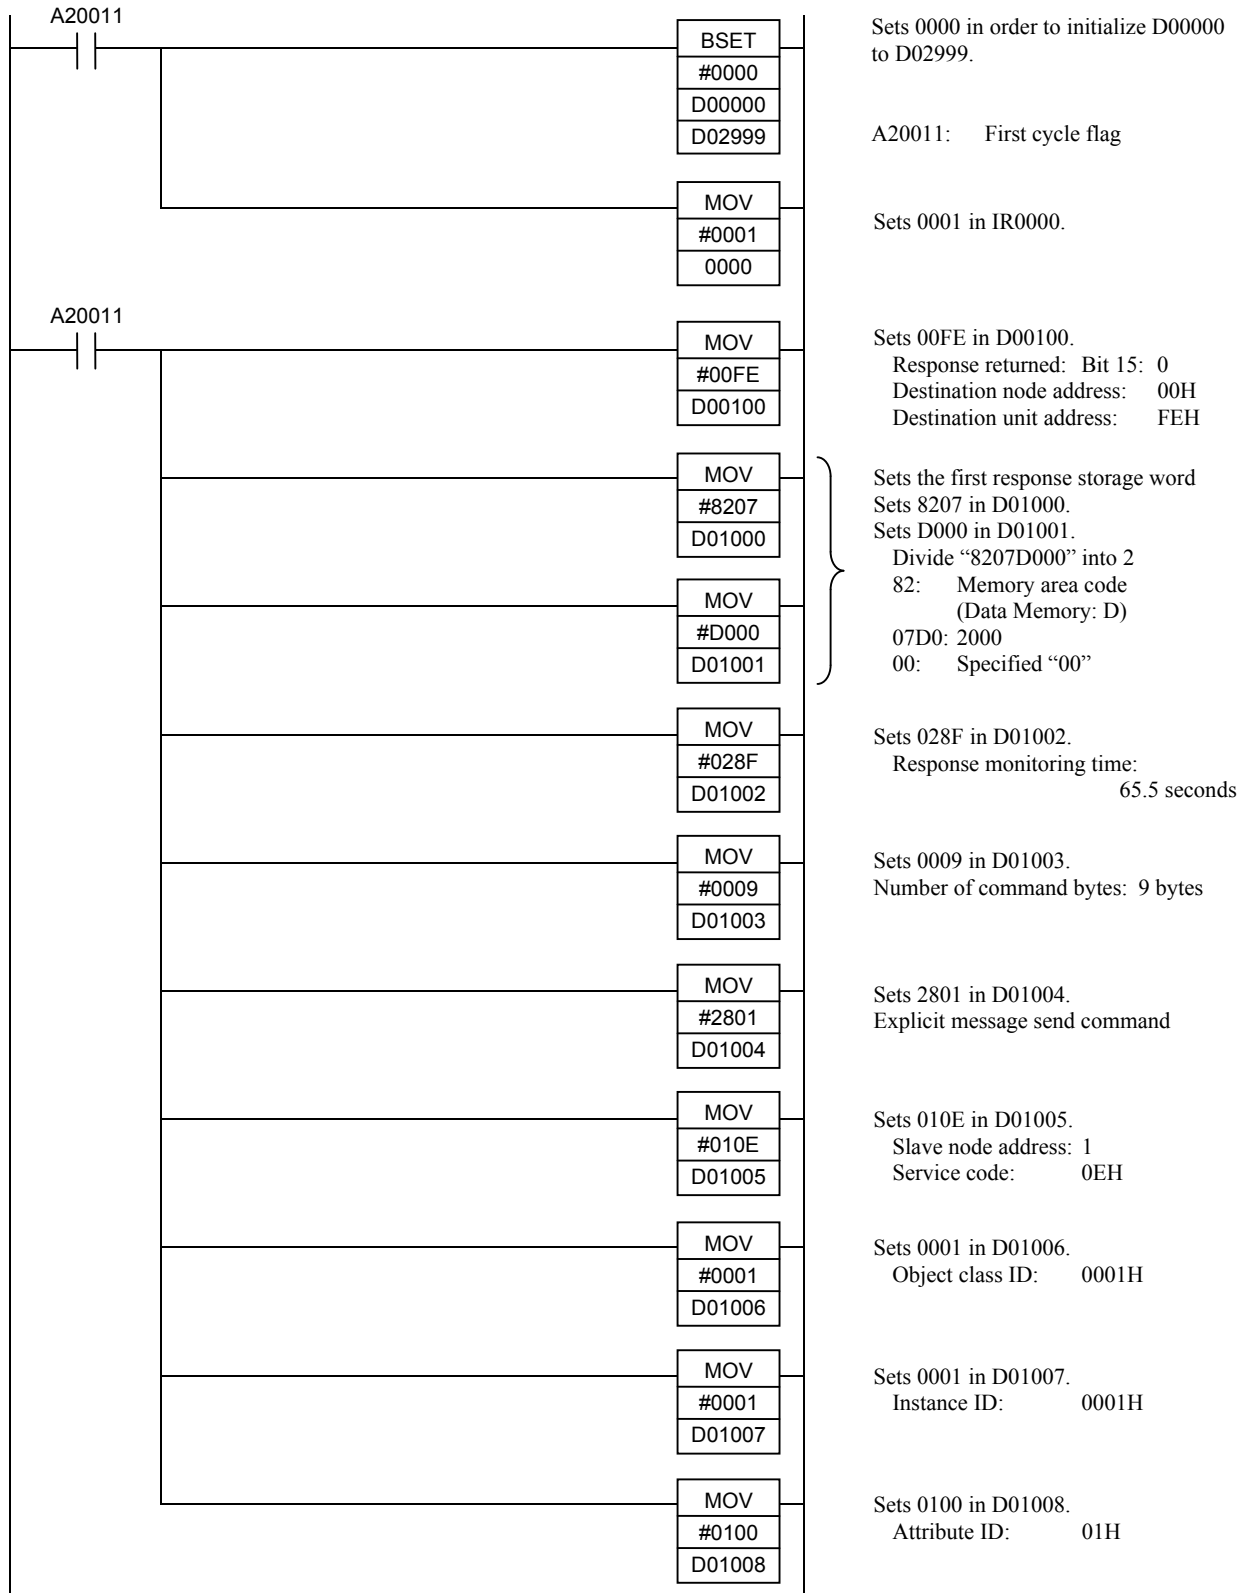 A20011
BSET
#0000
D00000
D02999
Sets 0000 in order to initialize D00000
to D02999.
A20011: First cycle flag
MOV
#0001
0000
Sets 0001 in IR0000.
A20011
MOV
#00FE
D00100
Sets 00FE in D00100.
Response returned: Bit 15: 0
Destination node address: 00H
Destination unit address: FEH
MOV
#8207
D01000
MOV
#D000
D01001
Sets the first response storage word
Sets 8207 in D01000.
Sets D000 in D01001.
Divide “8207D000” into 2
82: Memory area code
(Data Memory: D)
07D0: 2000
00: Specified “00”
MOV
#028F
D01002
Sets 028F in D01002.
Response monitoring time:
65.5 seconds
MOV
#0009
D01003
Sets 0009 in D01003.
Number of command bytes: 9 bytes
MOV
#2801
D01004
Sets 2801 in D01004.
Explicit message send command
MOV
#010E
D01005
Sets 010E in D01005.
Slave node address: 1
Service code: 0EH
MOV
#0001
D01006
Sets 0001 in D01006.
Object class ID: 0001H
MOV
#0001
D01007
Sets 0001 in D01007.
Instance ID: 0001H
MOV
#0100
D01008
Sets 0100 in D01008.
Attribute ID: 01H